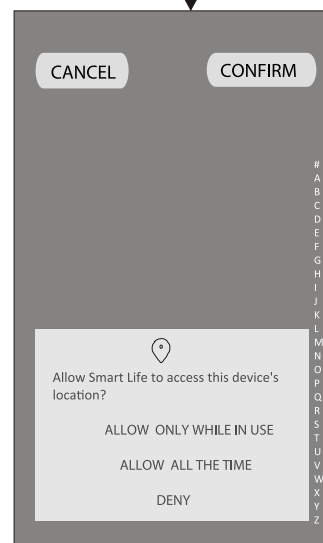 CANCEL
CONFIRM
#
A
B
C
D
E
F
G
H
I
J
K
L
M
N
O
P
Q
R
S
T
U
V
W
X
Y
Z
Allow Smart Life to access this device's
location?
ALLOW ONLY WHILE IN USE
ALLOW ALL THE TIME
DENY